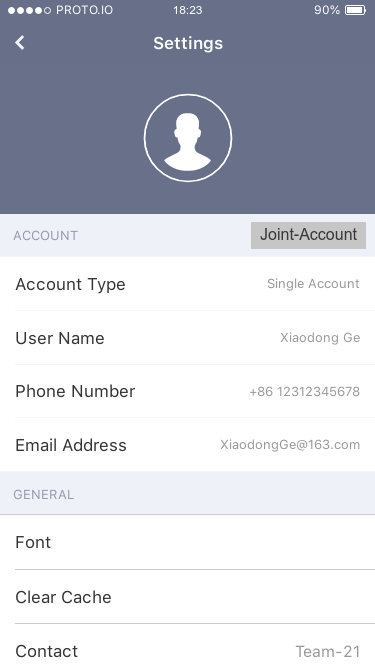 PROTO.IO 18:23 90%
Settings
ACCOUNT Joint-Account
Account Type Single Account
User Name Xiaodong Ge
Phone Number +86 12312345678
Email Address XiaodongGe@163.com
GENERAL
Font
Clear Cache
Contact Team-21